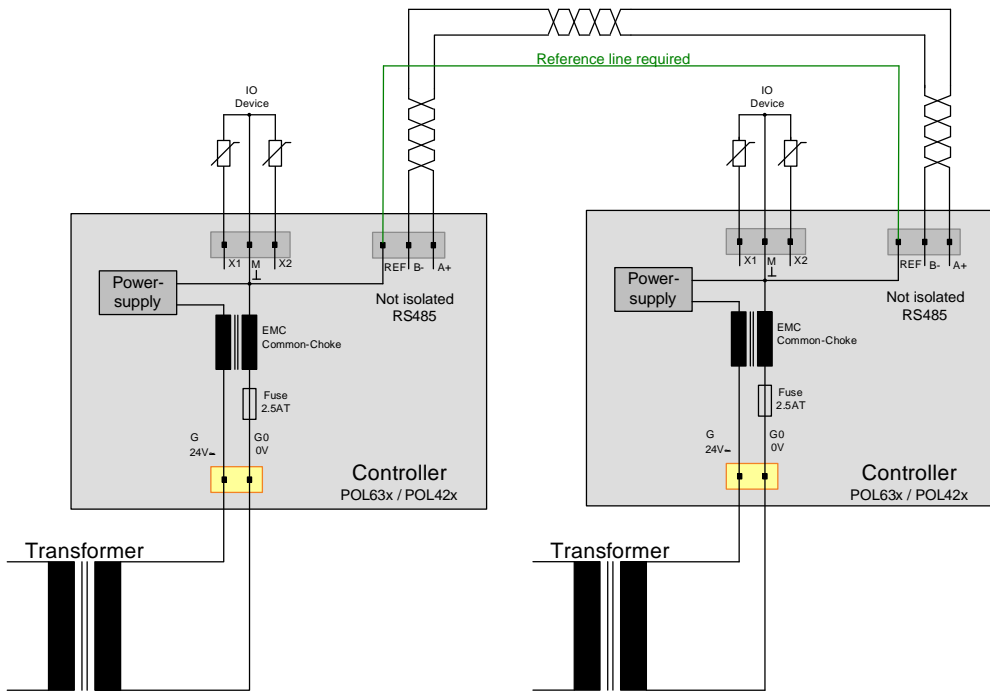 Reference line required
IO
Device
X1
M
X2
REF
B-
A+
Power-
supply
Not isolated
RS485
EMC
Common-Choke
Fuse
2.5AT
G
24V
G0
0V
Controller
POL63x / POL42x
Transformer
IO
Device
X1
M
X2
REF
B-
A+
Power-
supply
Not isolated
RS485
EMC
Common-Choke
Fuse
2.5AT
G
24V
G0
0V
Controller
POL63x / POL42x
Transformer